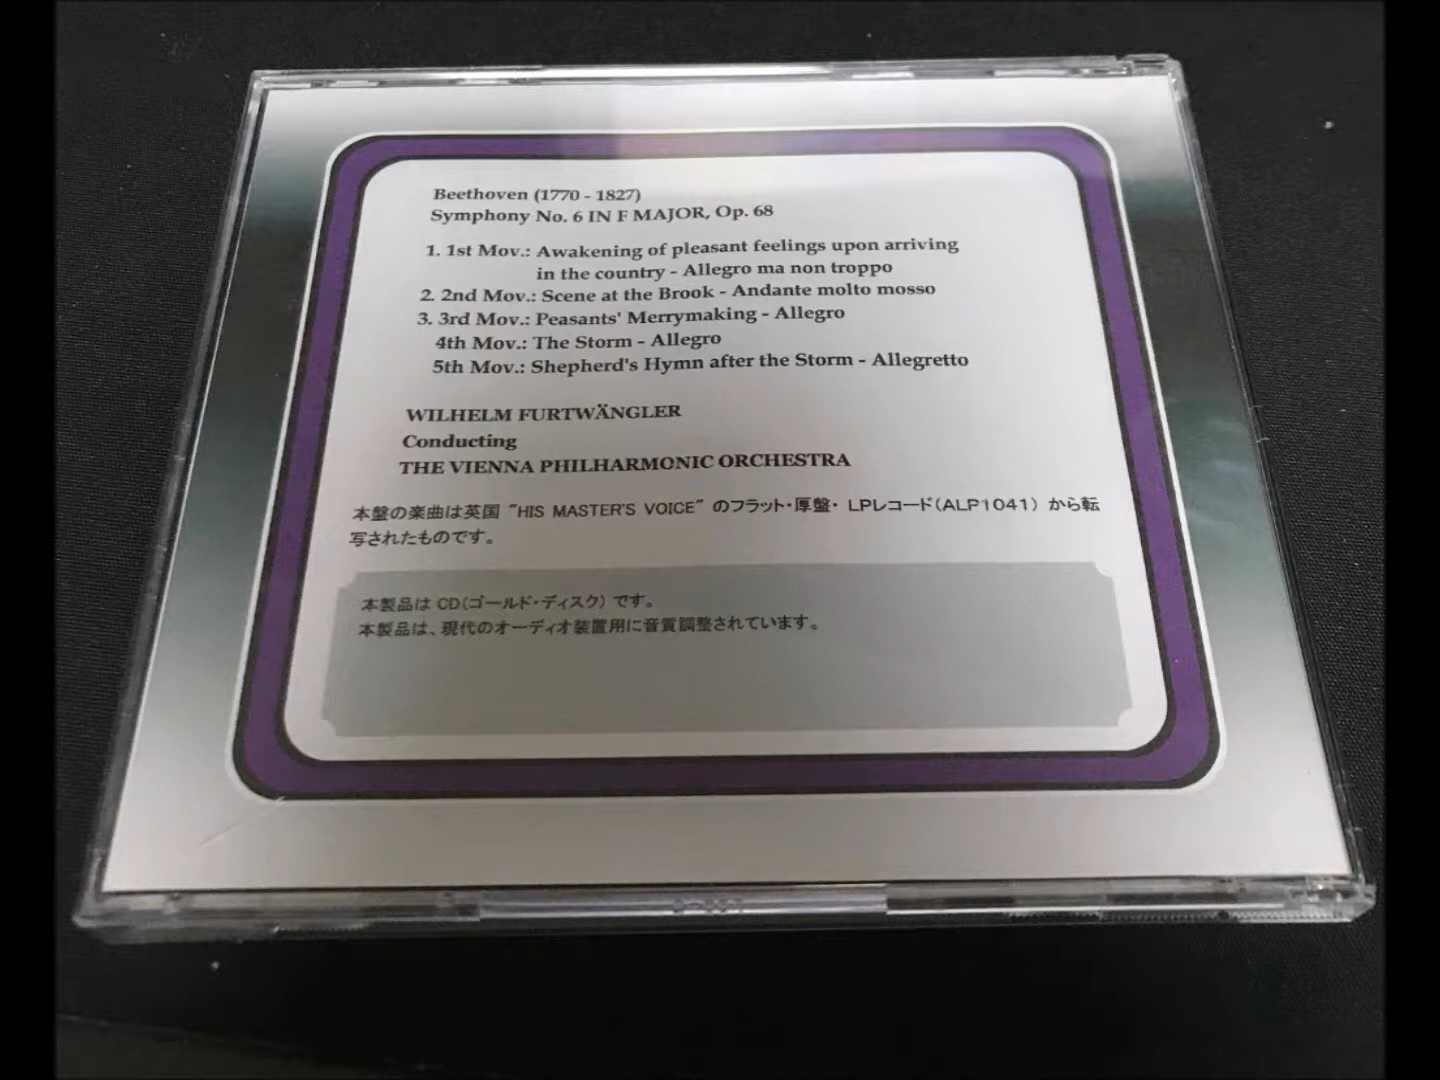 Beethoven (1770 - 1827)
Symphony No. 6 IN F MAJOR, Op. 68
1. 1st Mov.: Awakening of pleasant feelings upon arriving
in the country - Allegro ma non troppo
2. 2nd Mov.: Scene at the Brook - Andante molto mosso
3. 3rd Mov.: Peasants' Merrymaking - Allegro
4th Mov.: The Storm - Allegro
5th Mov.: Shepherd's Hymn after the Storm - Allegretto
WILHELM FURTWÄNGLER
Conducting
THE VIENNA PHILHARMONIC ORCHESTRA
本盤の楽曲は英国 "HIS MASTER'S VOICE" のフラット・厚盤・ LPレコード(ALP1041) から転
写されたものです。
本製品は CD(ゴールド・ディスク) です。
本製品は、現代のオーディオ装置用に音質調整されています。